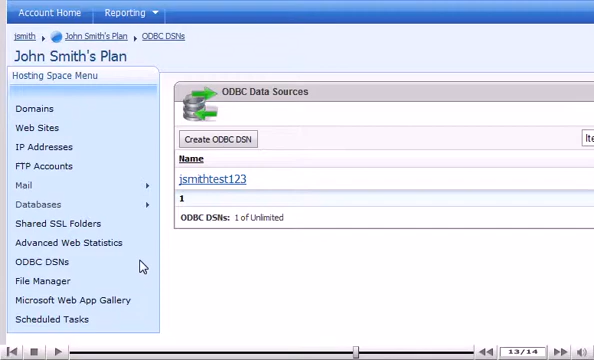 Account Home Reporting
jsmith John Smith's Plan ODBC DSNs
John Smith's Plan
Hosting Space Menu
Domains
Web Sites
IP Addresses
FTP Accounts
Mail
Databases
Shared SSL Folders
Advanced Web Statistics
ODBC DSNs
File Manager
Microsoft Web App Gallery
Scheduled Tasks
ODBC Data Sources
Create ODBC DSN Ite
Name
jsmithtest123
1
ODBC DSNs: 1 of Unlimited
13/14